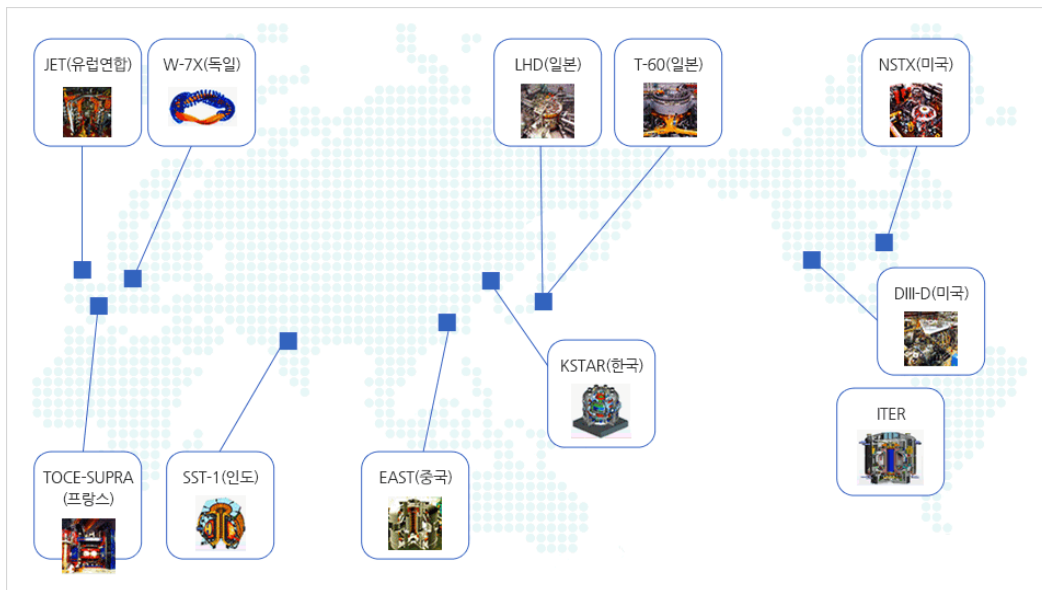 JET(유럽연합)
W-7X(독일)
LHD(일본)
T-60(일본)
NSTX(미국)
DIII-D(미국)
KSTAR(한국)
ITER
TOCE-SUPRA
(프랑스)
SST-1(인도)
EAST(중국)